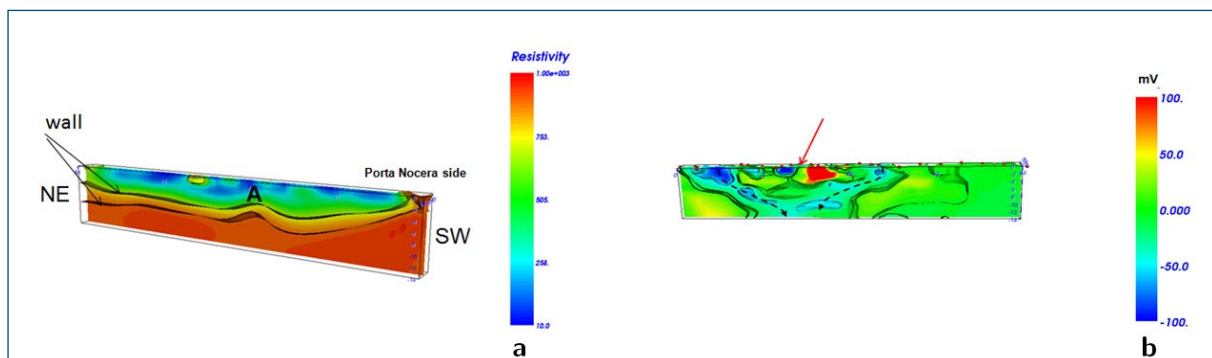 Resistivity
1.00e+003
753.
505.
258.
10.0
wall
NE
A
Porta Nocera side
SW
a
mV
100.
50.0
0.000
-50.0
-100.
b